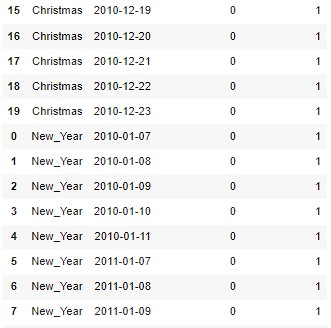 15 Christmas 2010-12-19 0 1
16 Christmas 2010-12-20 0 1
17 Christmas 2010-12-21 0 1
18 Christmas 2010-12-22 0 1
19 Christmas 2010-12-23 0 1
0 New_Year 2010-01-07 0 1
1 New_Year 2010-01-08 0 1
2 New_Year 2010-01-09 0 1
3 New_Year 2010-01-10 0 1
4 New_Year 2010-01-11 0 1
5 New_Year 2011-01-07 0 1
6 New_Year 2011-01-08 0 1
7 New_Year 2011-01-09 0 1